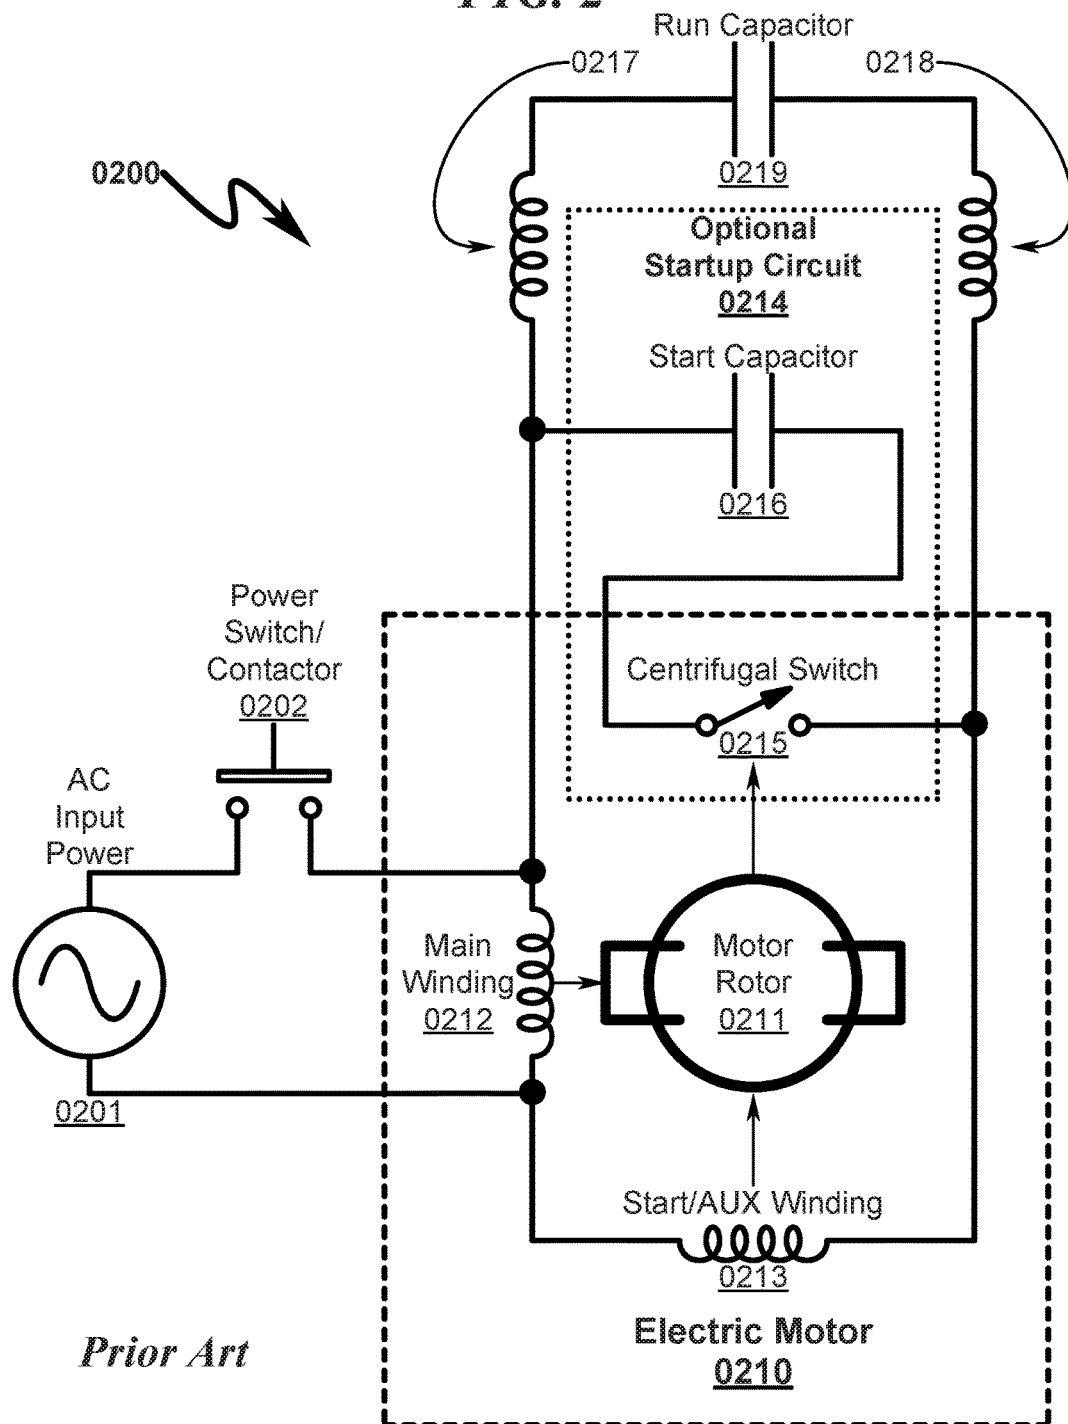 FIG. 2
Run Capacitor
0217
0218
0219
0200
Optional
Startup Circuit
0214
Start Capacitor
0216
Power
Switch/
Contactor
0202
Centrifugal Switch
0215
AC
Input
Power
Main
Winding
0212
Motor
Rotor
0211
0201
Start/AUX Winding
0213
Electric Motor
0210
Prior Art